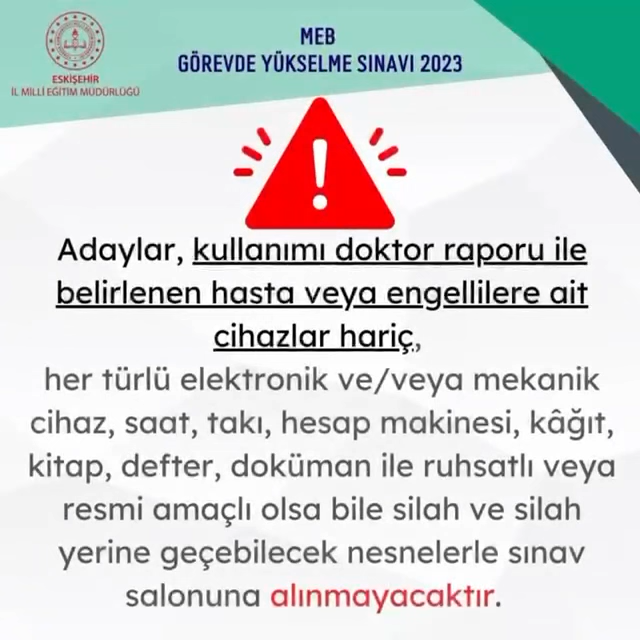 MEB
GÖREVDE YÜKSELME SINAVI 2023
ESKİŞEHİR
İL MİLLİ EĞİTİM MÜDÜRLÜĞÜ
Adaylar, kullanımı doktor raporu ile
belirlenen hasta veya engellilere ait
cihazlar hariç,
her türlü elektronik ve/veya mekanik
cihaz, saat, takı, hesap makinesi, kâğıt,
kitap, defter, doküman ile ruhsatlı veya
resmi amaçlı olsa bile silah ve silah
yerine geçebilecek nesnelerle sınav
salonuna alınmayacaktır.